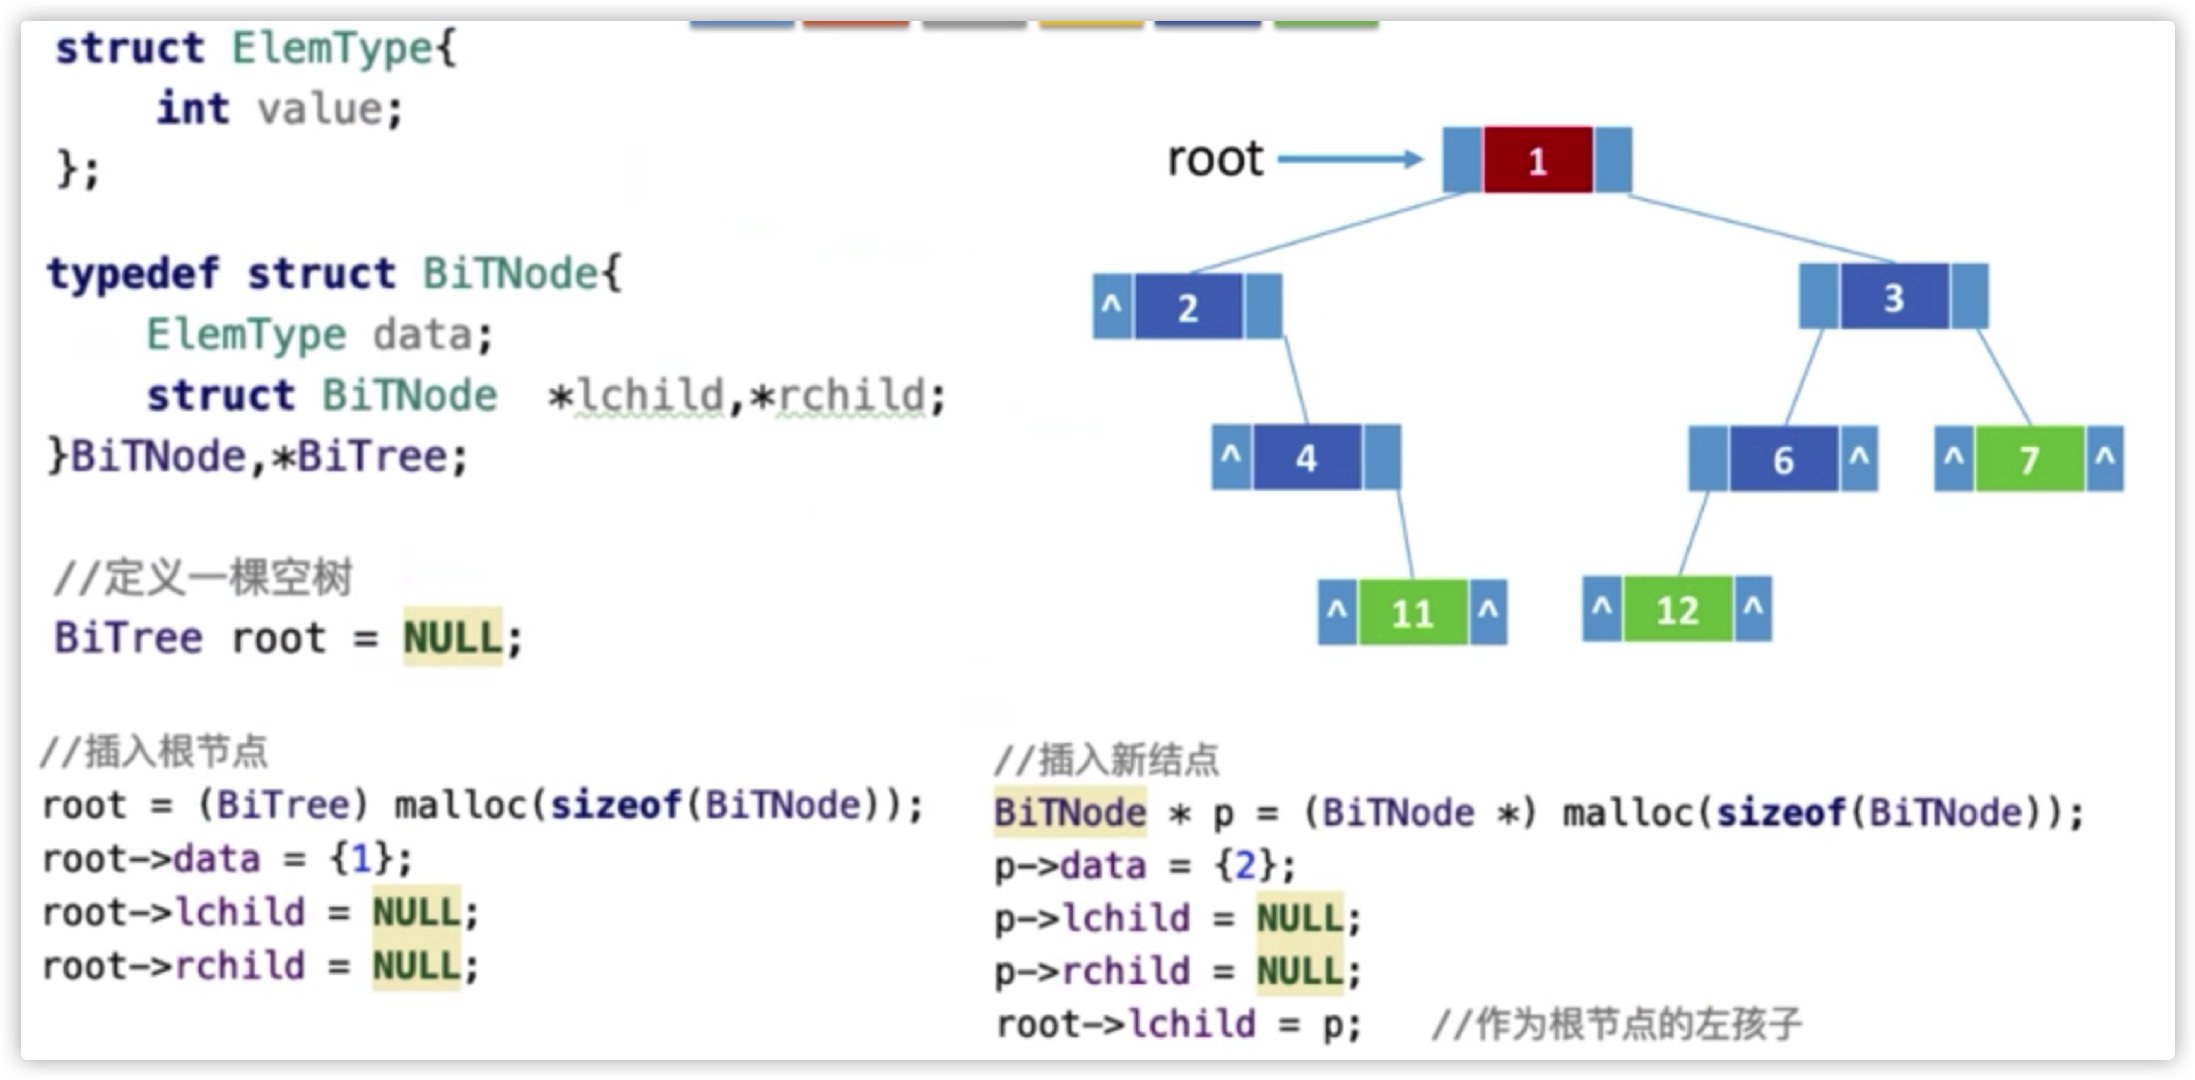 struct ElemType{
    int value;
};
typedef struct BiTNode{
    ElemType data;
    struct BiTNode  *lchild,*rchild;
}BiTNode,*BiTree;
//定义一棵空树
BiTree root = NULL;
//插入根节点
root = (BiTree) malloc(sizeof(BiTNode));
root->data = {1};
root->lchild = NULL;
root->rchild = NULL;
root
1
^ 2
3
^ 4
6 ^
^ 7 ^
^ 11 ^
^ 12 ^
//插入新结点
BiTNode * p = (BiTNode *) malloc(sizeof(BiTNode));
p->data = {2};
p->lchild = NULL;
p->rchild = NULL;
root->lchild = p;   //作为根节点的左孩子